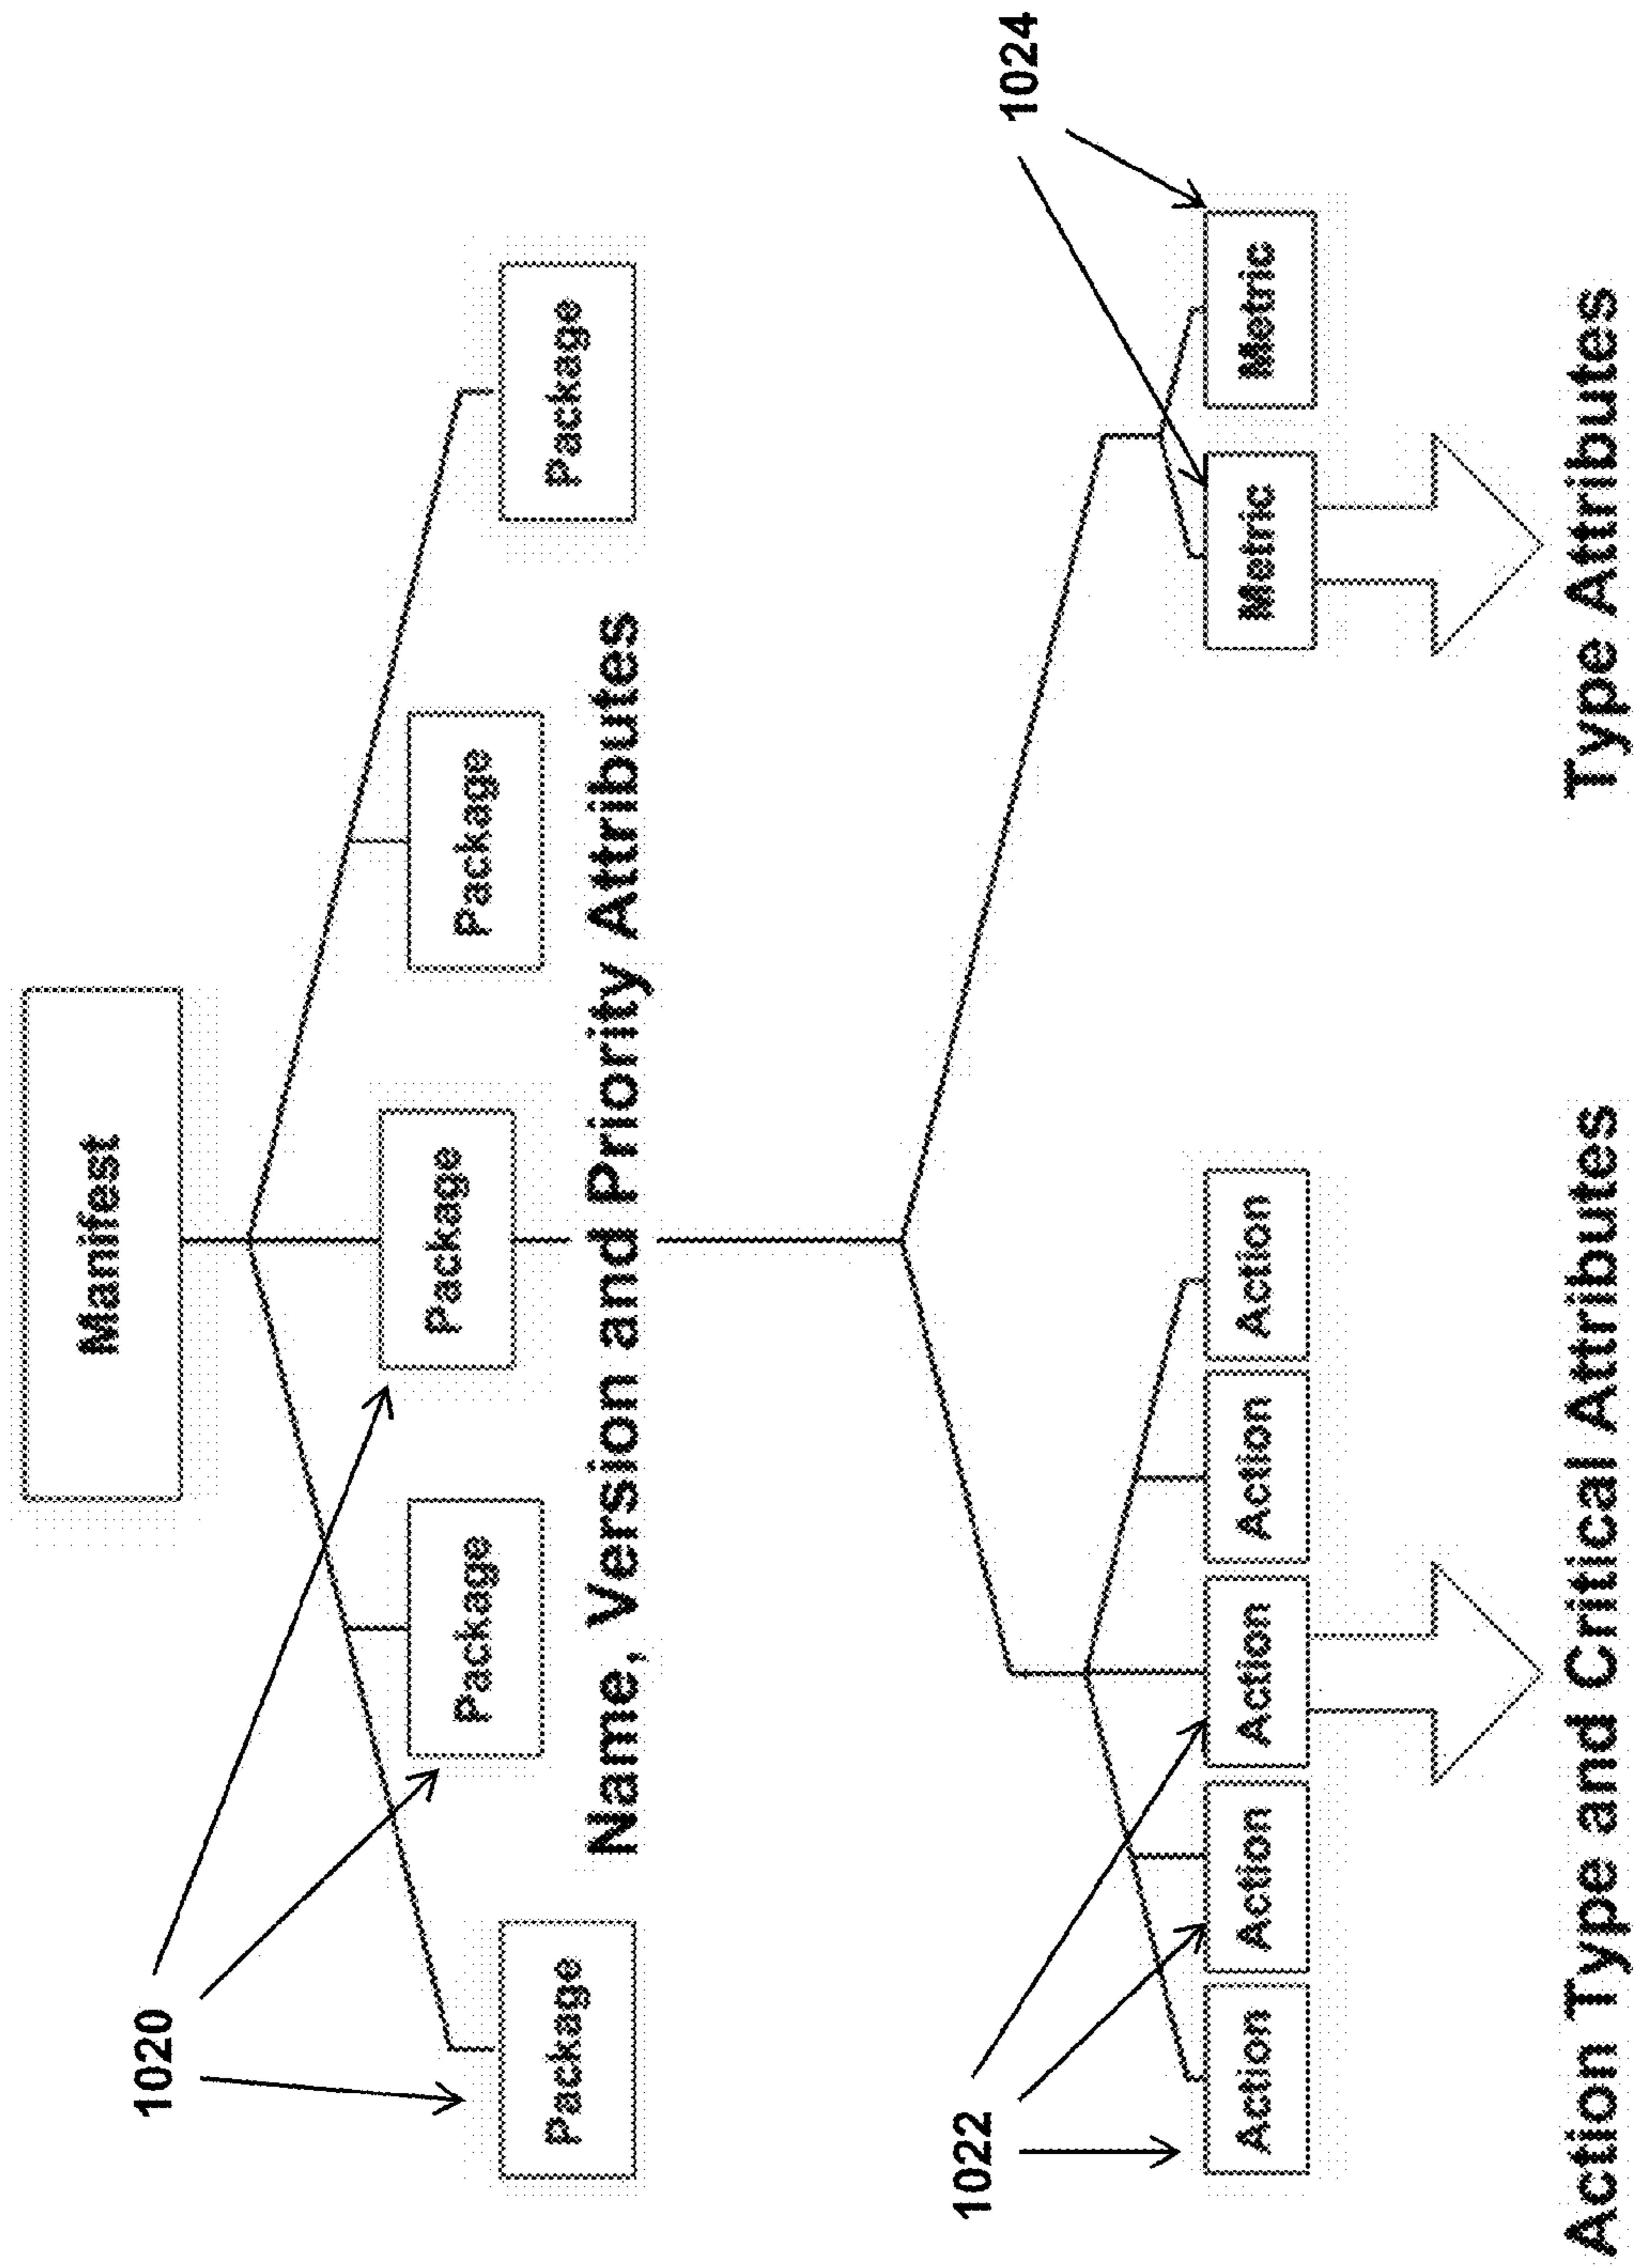 Manifest
1020
Package
Package
Package
Package
Package
Name, Version and Priority Attributes
1022
1024
Action
Action
Action
Action
Action
Metric
Metric
Action Type and Critical Attributes
Type Attributes